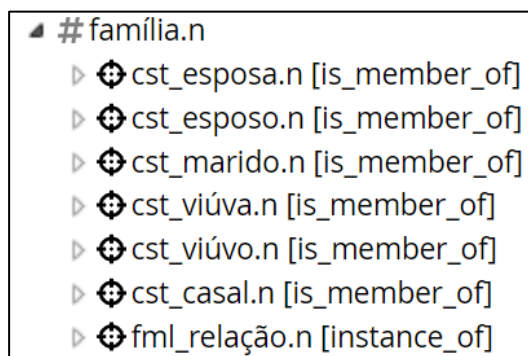 # família.n
cst_esposa.n [is_member_of]
cst_esposo.n [is_member_of]
cst_marido.n [is_member_of]
cst_viúva.n [is_member_of]
cst_viúvo.n [is_member_of]
cst_casal.n [is_member_of]
fml_relação.n [instance_of]